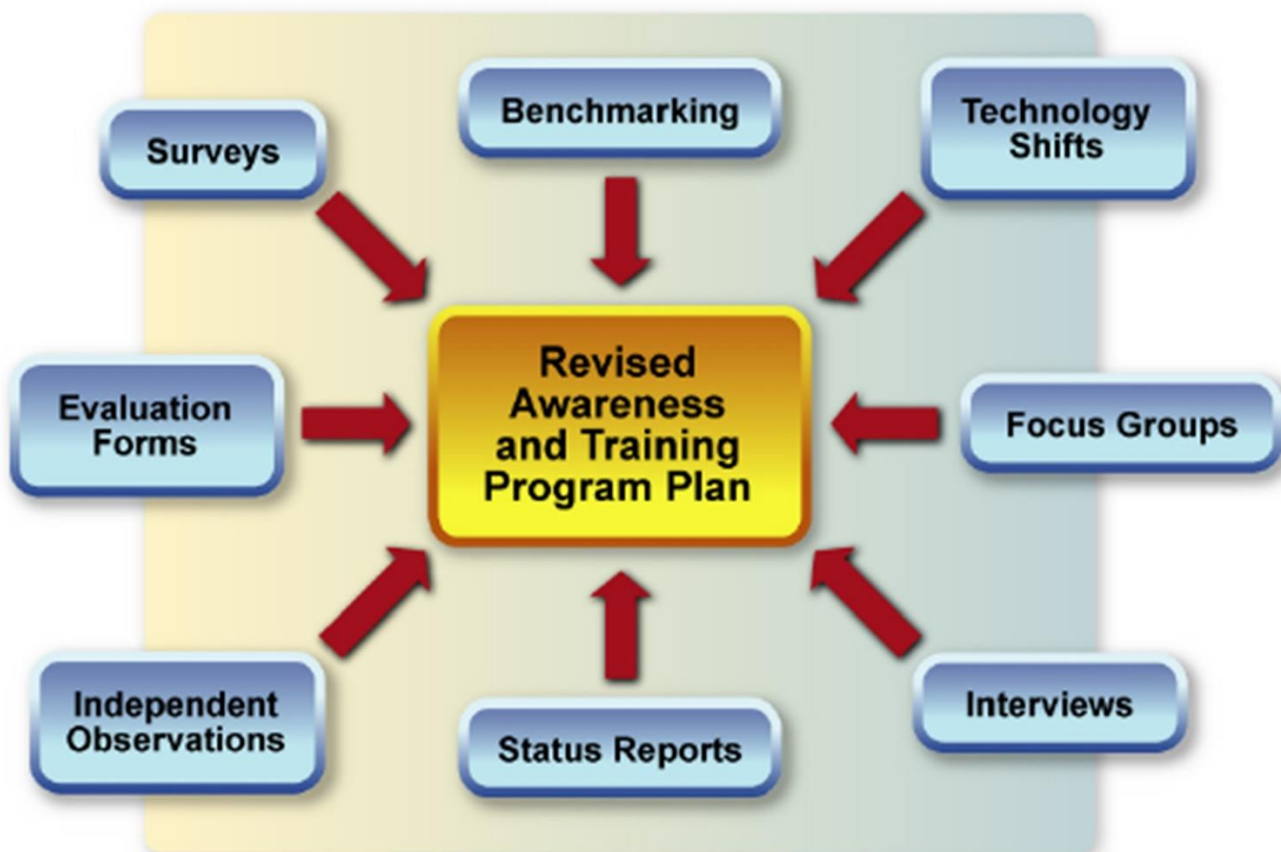 Benchmarking
Technology
Shifts
Surveys
Revised
Awareness
and Training
Program Plan
Evaluation
Forms
Focus Groups
Independent
Observations
Status Reports
Interviews